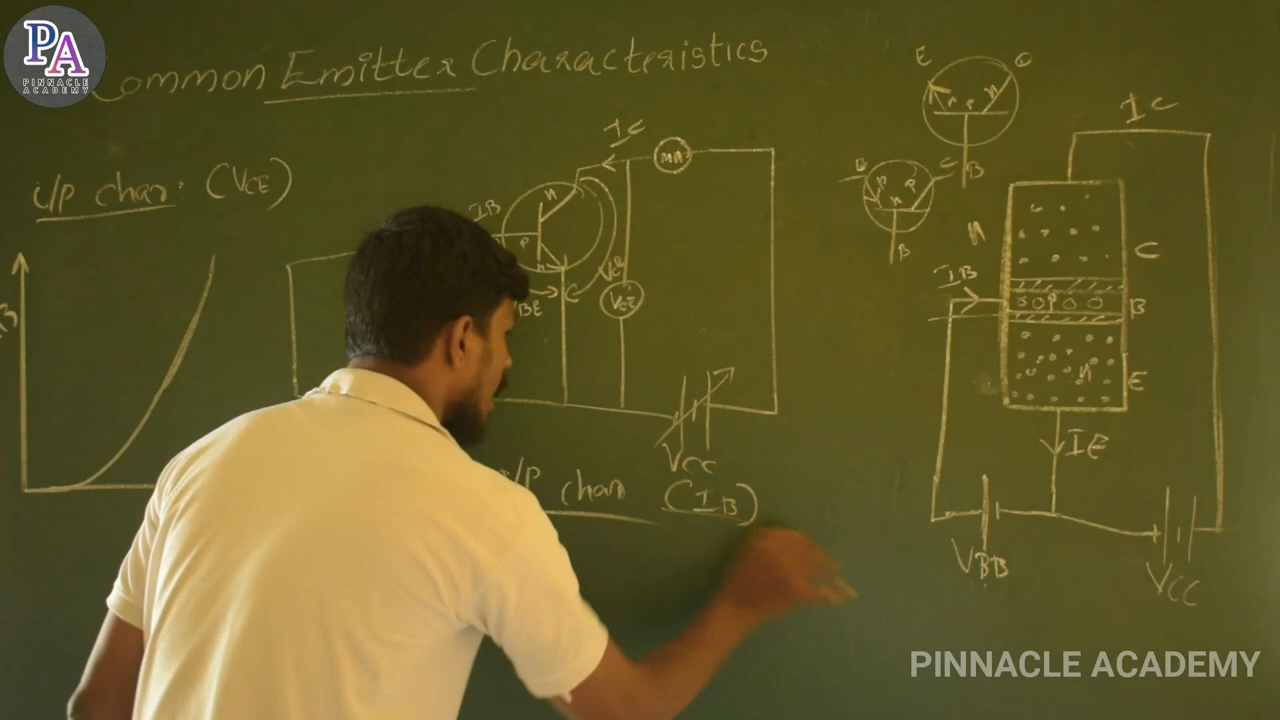 PA
PINNACLE
ACADEMY
Common Emitter Characteristics
i/p char: (VCE)
IB
P
n
n
IC
MA
VCE
BE
VCC
/P char (IB)
E
C
n
P
n
B
E
C
P
P
n
B
IC
n
C
IB
P
B
n
E
IE
VBB
VCC
PINNACLE ACADEMY